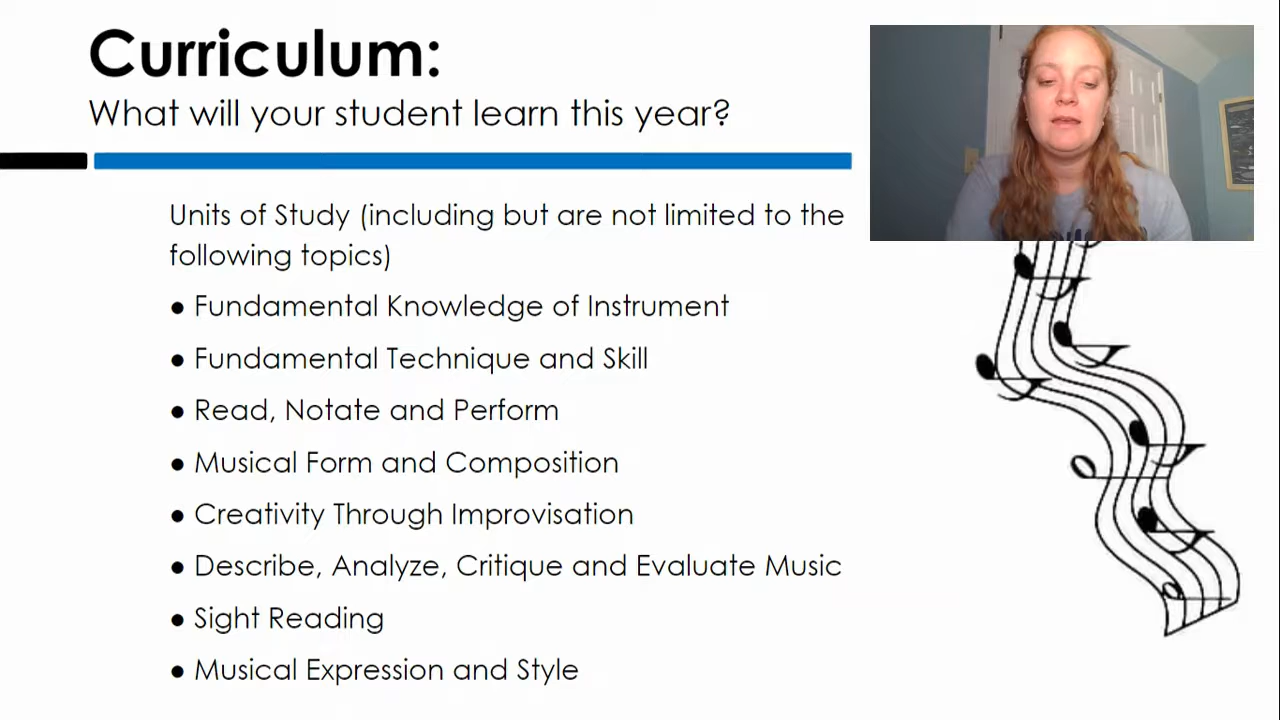 Curriculum:
What will your student learn this year?
Units of Study (including but are not limited to the
following topics)
● Fundamental Knowledge of Instrument
● Fundamental Technique and Skill
● Read, Notate and Perform
● Musical Form and Composition
● Creativity Through Improvisation
● Describe, Analyze, Critique and Evaluate Music
● Sight Reading
● Musical Expression and Style